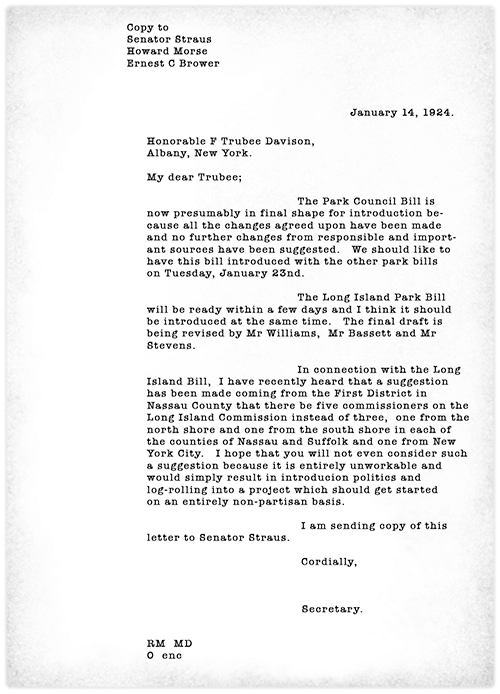 Copy to
Senator Straus
Howard Morse
Ernest C Brower
January 14, 1924.
Honorable F Trubee Davison,
Albany, New York.
My dear Trubee;
The Park Council Bill is
now presumably in final shape for introduction be-
cause all the changes agreed upon have been made
and no further changes from responsible and import-
ant sources have been suggested. We should like to
have this bill introduced with the other park bills
on Tuesday, January 23nd.
The Long Island Park Bill
will be ready within a few days and I think it should
be introduced at the same time. The final draft is
being revised by Mr Williams, Mr Bassett and Mr
Stevens.
In connection with the Long
Island Bill, I have recently heard that a suggestion
has been made coming from the First District in
Nassau County that there be five commissioners on the
Long Island Commission instead of three, one from the
north shore and one from the south shore in each of
the counties of Nassau and Suffolk and one from New
York City. I hope that you will not even consider such
a suggestion because it is entirely unworkable and
would simply result in introducion politics and
log-rolling into a project which should get started
on an entirely non-partisan basis.
I am sending copy of this
letter to Senator Straus.
Cordially,
Secretary.
RM MD
O enc